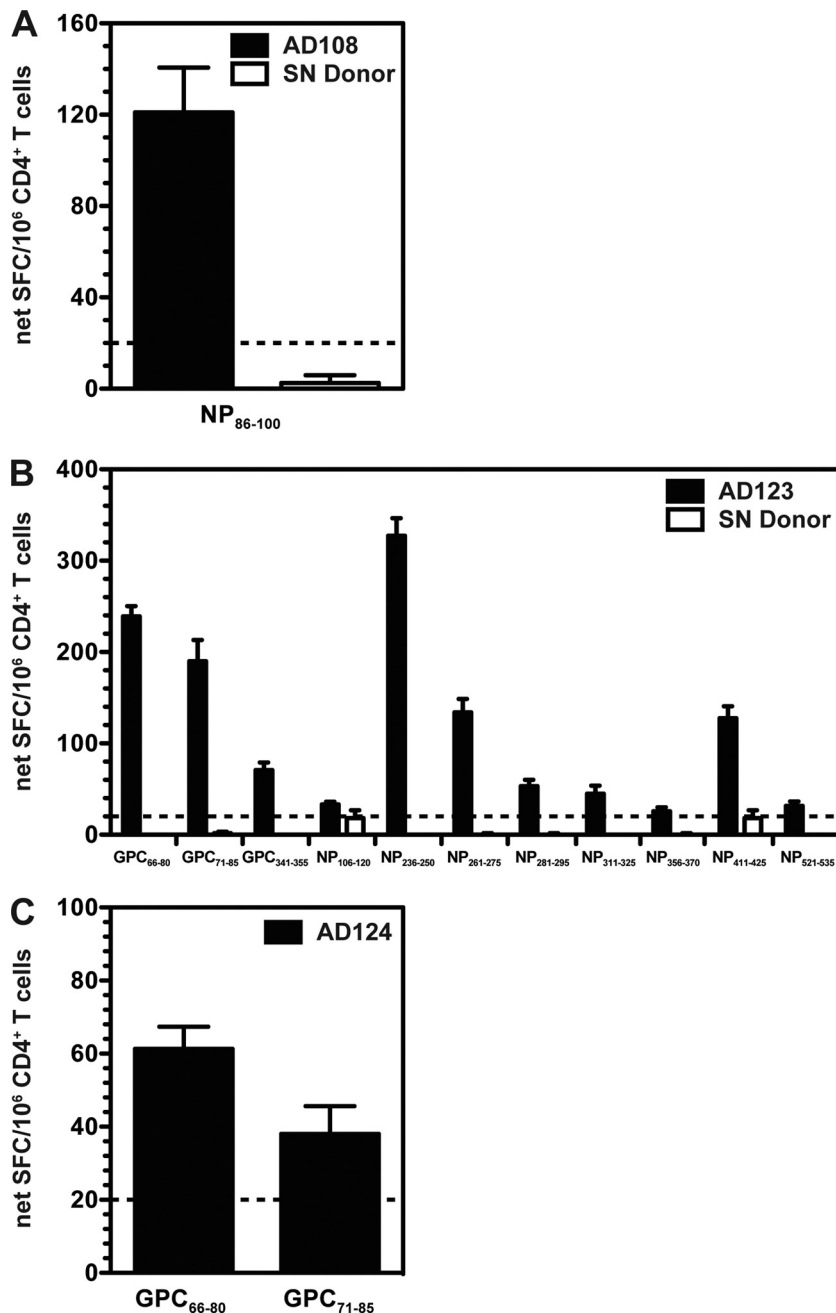 A
160
120
80
40
0
net SFC/10⁶ CD4⁺ T cells
AD108
SN Donor
NP₈₆₋₁₀₀
B
400
300
200
100
0
net SFC/10⁶ CD4⁺ T cells
AD123
SN Donor
GPC₆₆₋₈₀ GPC₇₁₋₈₅ GPC₃₄₁₋₃₅₅ NP₁₀₆₋₁₂₀ NP₂₃₆₋₂₅₀ NP₂₆₁₋₂₇₅ NP₂₈₁₋₂₉₅ NP₃₁₁₋₃₂₅ NP₃₅₆₋₃₇₀ NP₄₁₁₋₄₂₅ NP₅₂₁₋₅₃₅
C
100
80
60
40
20
0
net SFC/10⁶ CD4⁺ T cells
AD124
GPC₆₆₋₈₀ GPC₇₁₋₈₅